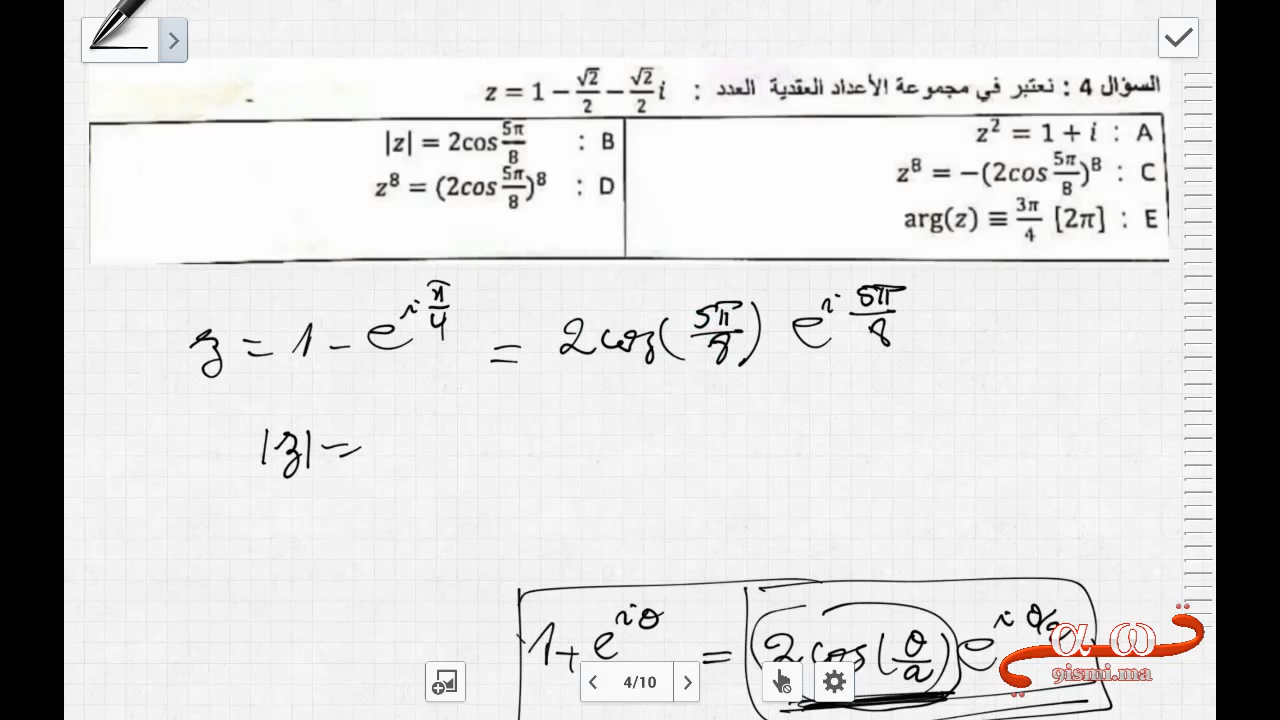 السؤال 4 : نعتبر في مجموعة الأعداد العقدية العدد : z = 1 − √2/2 − √2/2 i
A : z² = 1 + i
B : |z| = 2cos 5π/8
C : z⁸ = −(2cos 5π/8)⁸
D : z⁸ = (2cos 5π/8)⁸
E : arg(z) ≡ 3π/4 [2π]
z = 1 − e^{iπ/4} = 2cos(5π/8) e^{i5π/8}
|z| =
1 + e^{iθ} = 2cos(θ/2) e^{iθ/2}
α ω
9ismi.ma
4/10